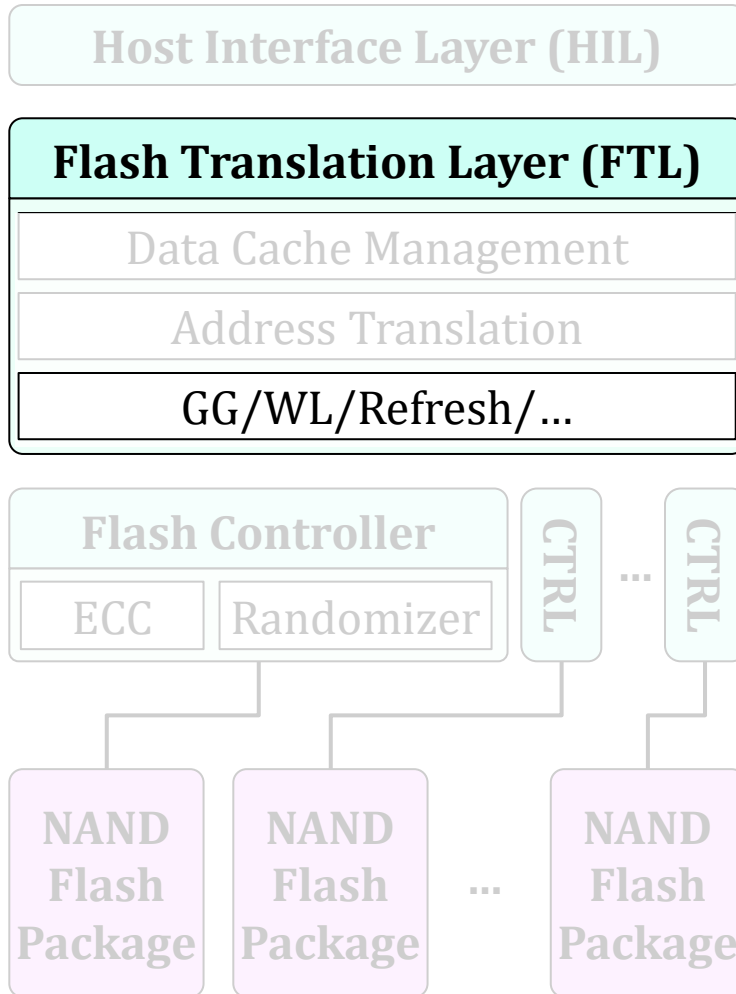 Host Interface Layer (HIL)
Flash Translation Layer (FTL)
Data Cache Management
Address Translation
GG/WL/Refresh/...
Flash Controller
ECC
Randomizer
CTRL
...
CTRL
NAND
Flash
Package
NAND
Flash
Package
...
NAND
Flash
Package